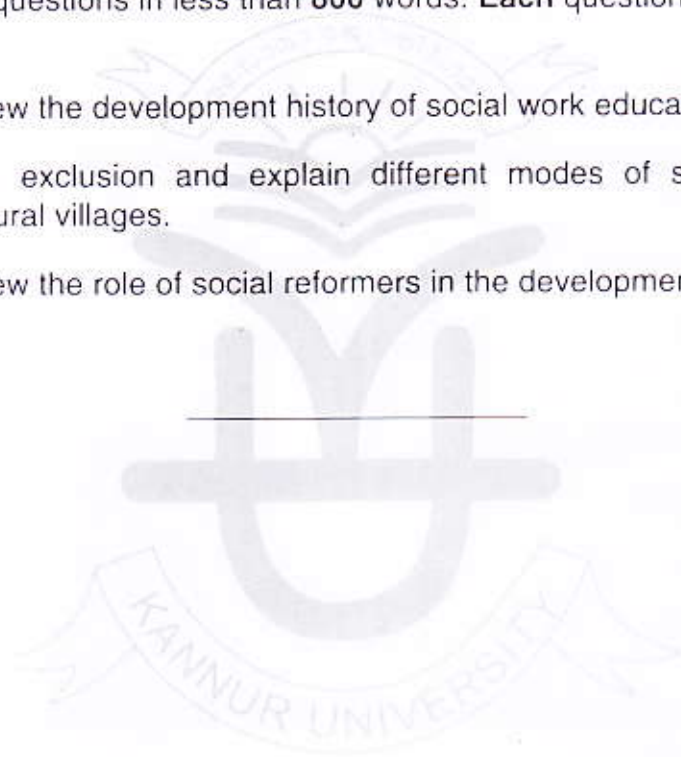 questions in less than 800 words. Each question
ew the development history of social work educa
exclusion and explain different modes of s
ural villages.
ew the role of social reformers in the developmen
KANNUR UNIVERSITY